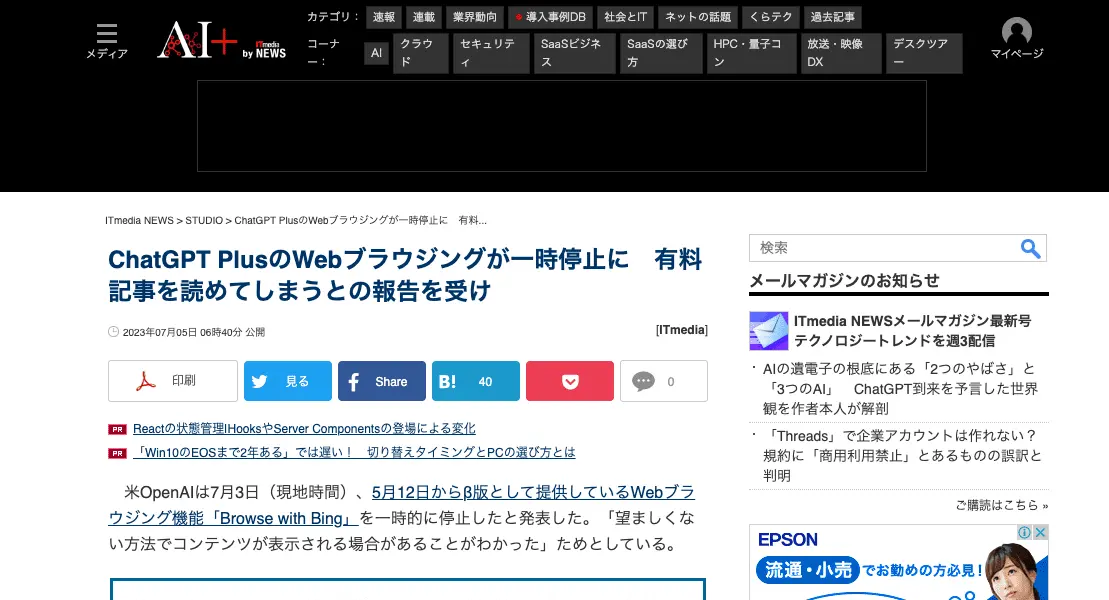 メディア
AI+ by ITmedia NEWS
カテゴリ： 速報 連載 業界動向 導入事例DB 社会とIT ネットの話題 くらテク 過去記事
コーナー： AI クラウド セキュリティ SaaSビジネス SaaSの選び方 HPC・量子コン 放送・映像DX デスクツアー
マイページ
ITmedia NEWS > STUDIO > ChatGPT PlusのWebブラウジングが一時停止に　有料...
ChatGPT PlusのWebブラウジングが一時停止に　有料
記事を読めてしまうとの報告を受け
2023年07月05日 06時40分 公開
[ITmedia]
印刷 見る Share B! 40 0
PR Reactの状態管理lHooksやServer Componentsの登場による変化
PR 「Win10のEOSまで2年ある」では遅い！　切り替えタイミングとPCの選び方とは
米OpenAIは7月3日（現地時間）、5月12日からβ版として提供しているWebブラ
ウジング機能「Browse with Bing」を一時的に停止したと発表した。「望ましくな
い方法でコンテンツが表示される場合があることがわかった」ためとしている。
検索
メールマガジンのお知らせ
ITmedia NEWSメールマガジン最新号
テクノロジートレンドを週3配信
・AIの遺電子の根底にある「2つのやばさ」と
「3つのAI」　ChatGPT到来を予言した世界
観を作者本人が解剖
・「Threads」で企業アカウントは作れない？
規約に「商用利用禁止」とあるものの誤訳と
判明
ご購読はこちら »
EPSON
流通・小売 でお勤めの方必見！